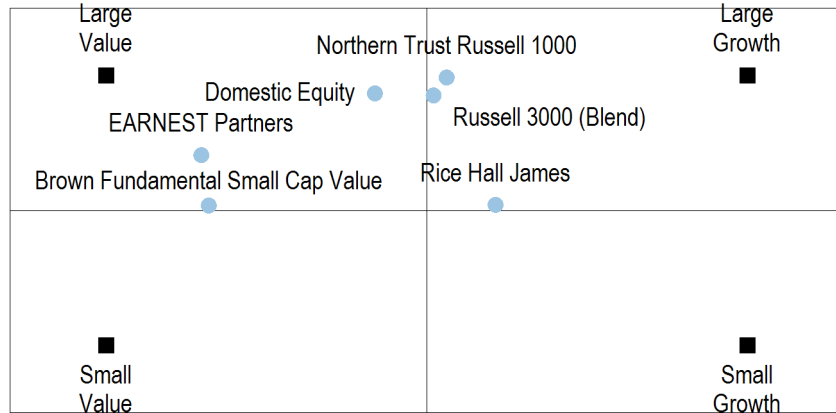 Large
Value
Large
Growth
Northern Trust Russell 1000
Domestic Equity
Russell 3000 (Blend)
EARNEST Partners
Brown Fundamental Small Cap Value
Rice Hall James
Small
Value
Small
Growth